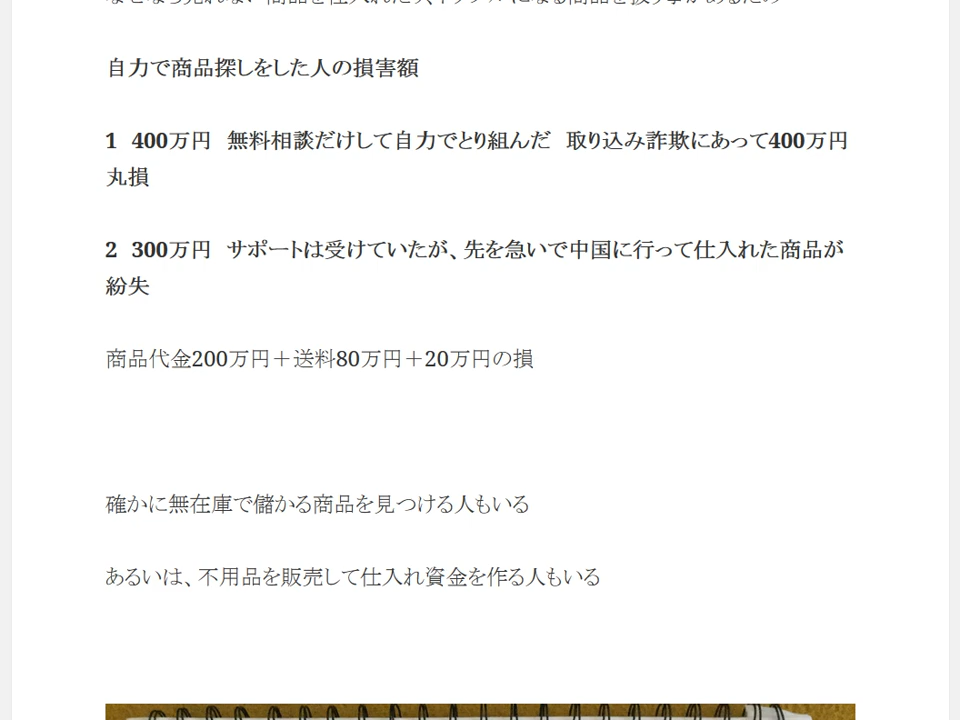 自力で商品探しをした人の損害額
1 400万円 無料相談だけして自力でとり組んだ 取り込み詐欺にあって400万円
丸損
2 300万円 サポートは受けていたが、先を急いで中国に行って仕入れた商品が
紛失
商品代金200万円＋送料80万円＋20万円の損
確かに無在庫で儲かる商品を見つける人もいる
あるいは、不用品を販売して仕入れ資金を作る人もいる